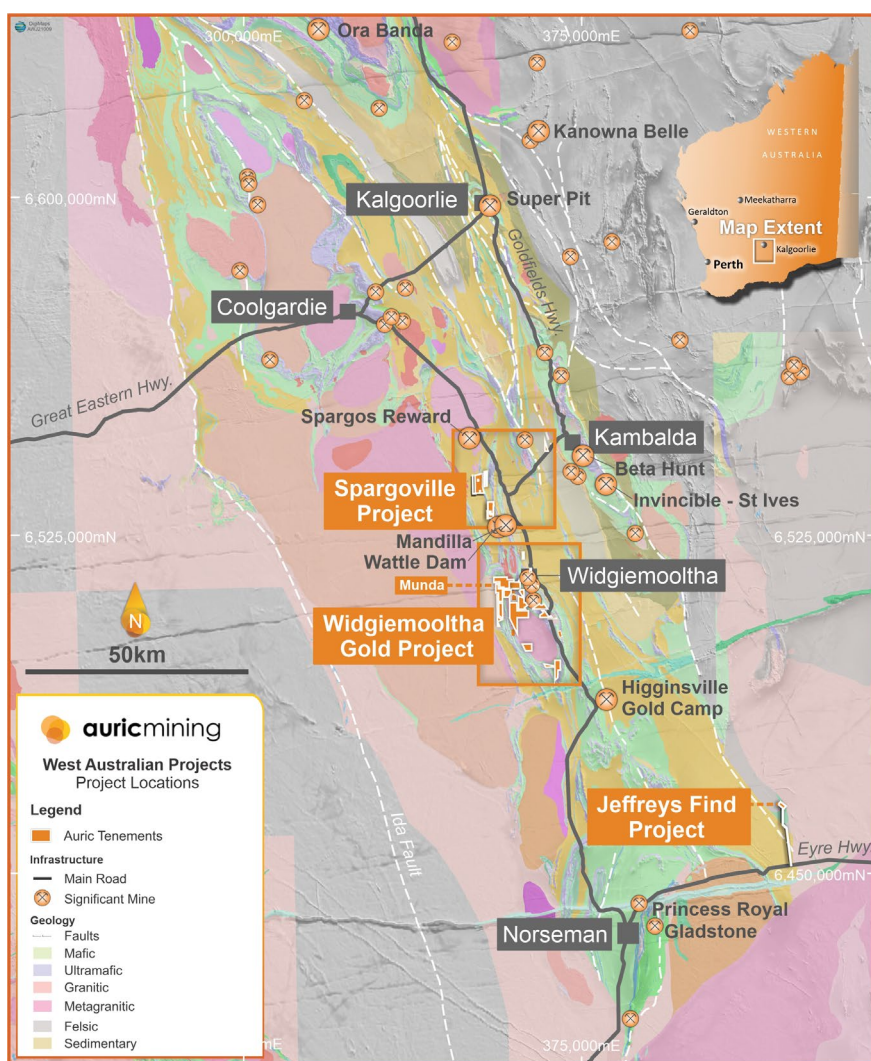 DigiMaps
300,000mE
375,000mE
Ora Banda
Kanowna Belle
WESTERN
AUSTRALIA
Meekatharra
Geraldton
Map Extent
Kalgoorlie
Perth
6,600,000mN
Kalgoorlie
Super Pit
Goldfields Hwy.
Coolgardie
Great Eastern Hwy.
Spargos Reward
Kambalda
Beta Hunt
Invincible - St Ives
Spargoville
Project
6,525,000mN
6,525,000mN
Mandilla
Wattle Dam
Widgiemooltha
Munda
Widgiemooltha
Gold Project
N
50km
Higginsville
Gold Camp
auricmining
West Australian Projects
Project Locations
Legend
Auric Tenements
Infrastructure
Main Road
Significant Mine
Geology
Faults
Mafic
Ultramafic
Granitic
Metagranitic
Felsic
Sedimentary
Ida Fault
Jeffreys Find
Project
Eyre Hwy
6,450,000mN
Princess Royal
Gladstone
Norseman
375,000mE